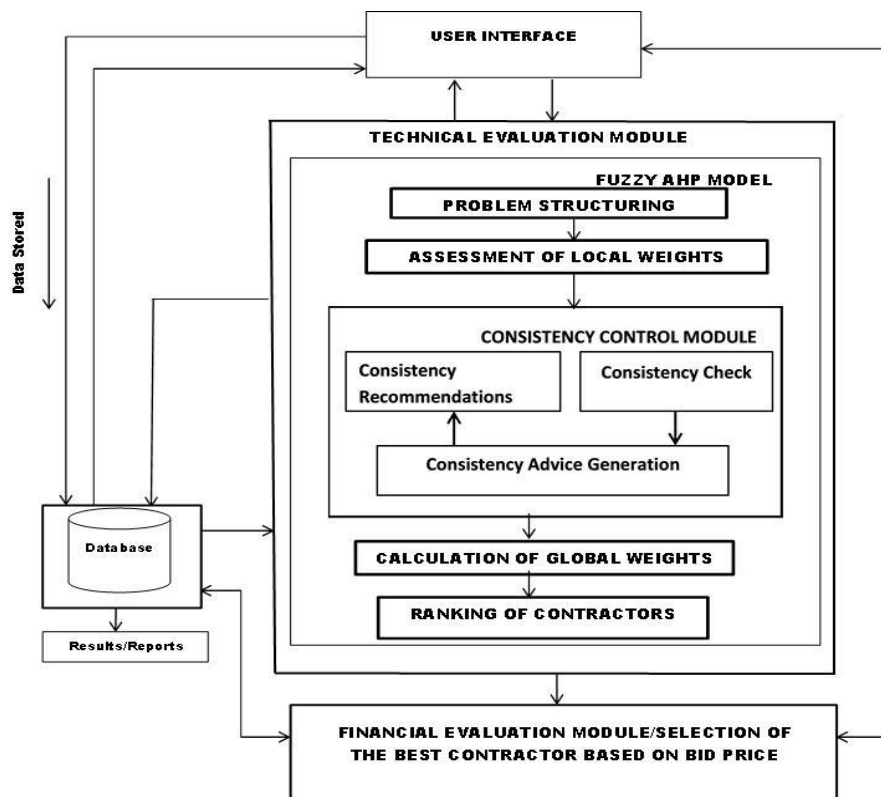 USER INTERFACE
TECHNICAL EVALUATION MODULE
FUZZY AHP MODEL
PROBLEM STRUCTURING
ASSESSMENT OF LOCAL WEIGHTS
Data Stored
CONSISTENCY CONTROL MODULE
Consistency
Recommendations
Consistency Check
Consistency Advice Generation
Database
CALCULATION OF GLOBAL WEIGHTS
RANKING OF CONTRACTORS
Results/Reports
FINANCIAL EVALUATION MODULE/SELECTION OF
THE BEST CONTRACTOR BASED ON BID PRICE